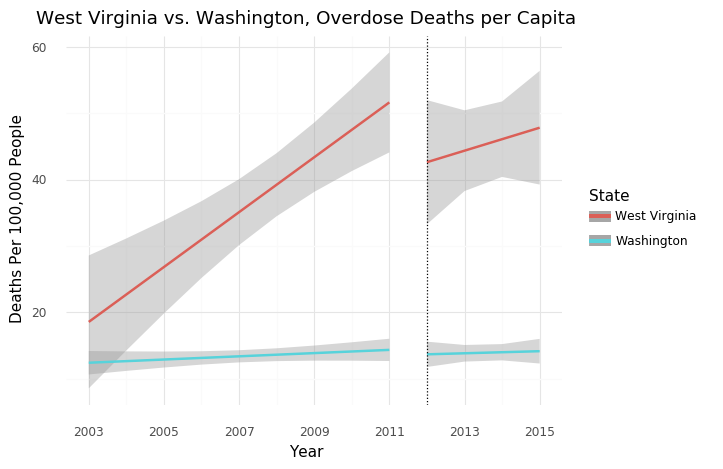 West Virginia vs. Washington, Overdose Deaths per Capita
60
40
20
Deaths Per 100,000 People
2003 2005 2007 2009 2011 2013 2015
Year
State
West Virginia
Washington